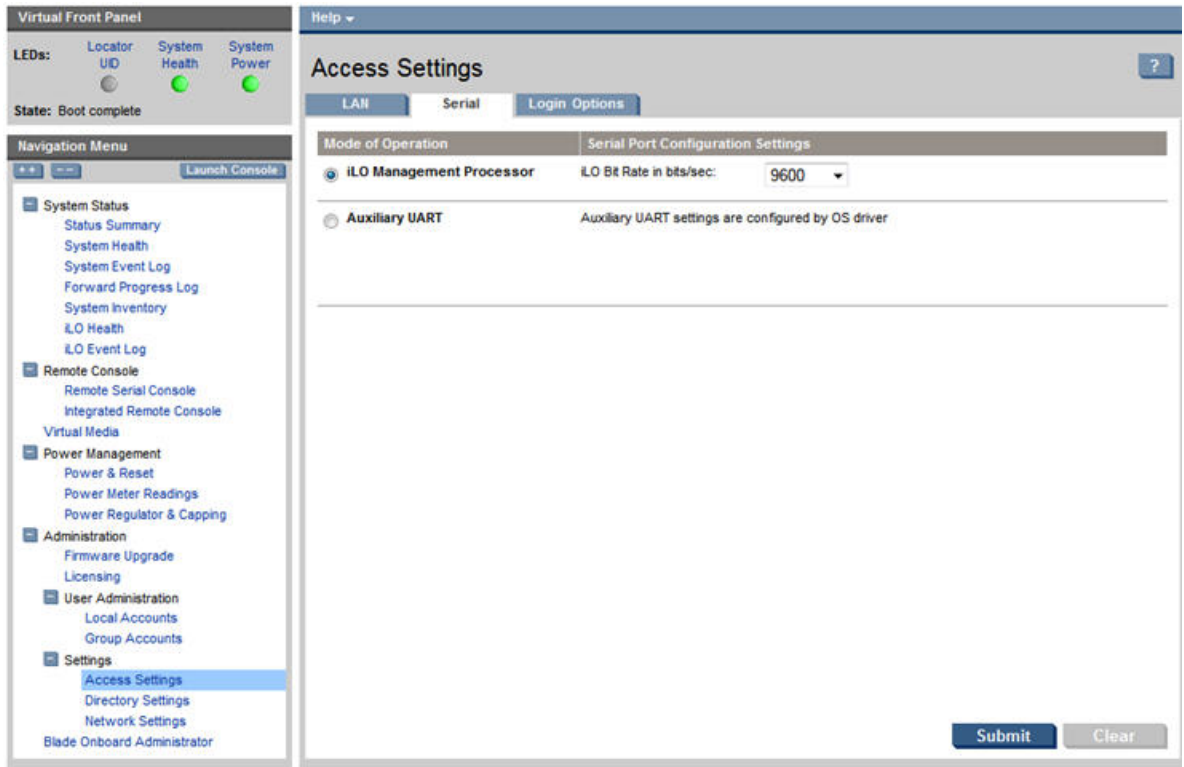 Virtual Front Panel
LEDs:
Locator UID
System Health
System Power
State: Boot complete
Navigation Menu
++ -- Launch Console
System Status
Status Summary
System Health
System Event Log
Forward Progress Log
System Inventory
iLO Health
iLO Event Log
Remote Console
Remote Serial Console
Integrated Remote Console
Virtual Media
Power Management
Power & Reset
Power Meter Readings
Power Regulator & Capping
Administration
Firmware Upgrade
Licensing
User Administration
Local Accounts
Group Accounts
Settings
Access Settings
Directory Settings
Network Settings
Blade Onboard Administrator
Help
Access Settings
?
LAN Serial Login Options
Mode of Operation Serial Port Configuration Settings
iLO Management Processor iLO Bit Rate in bits/sec: 9600
Auxiliary UART Auxiliary UART settings are configured by OS driver
Submit Clear